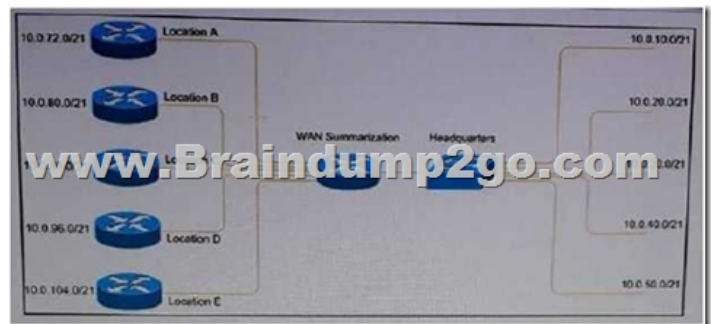 10.0.72.0/21
Location A
10.0.10.0/21
10.0.80.0/21
Location B
10.0.20.0/21
WAN Summarization
Headquarters
www.Braindump2go.com
10.0.96.0/21
Location D
10.0.40.0/21
10.0.104.0/21
Location E
10.0.50.0/21